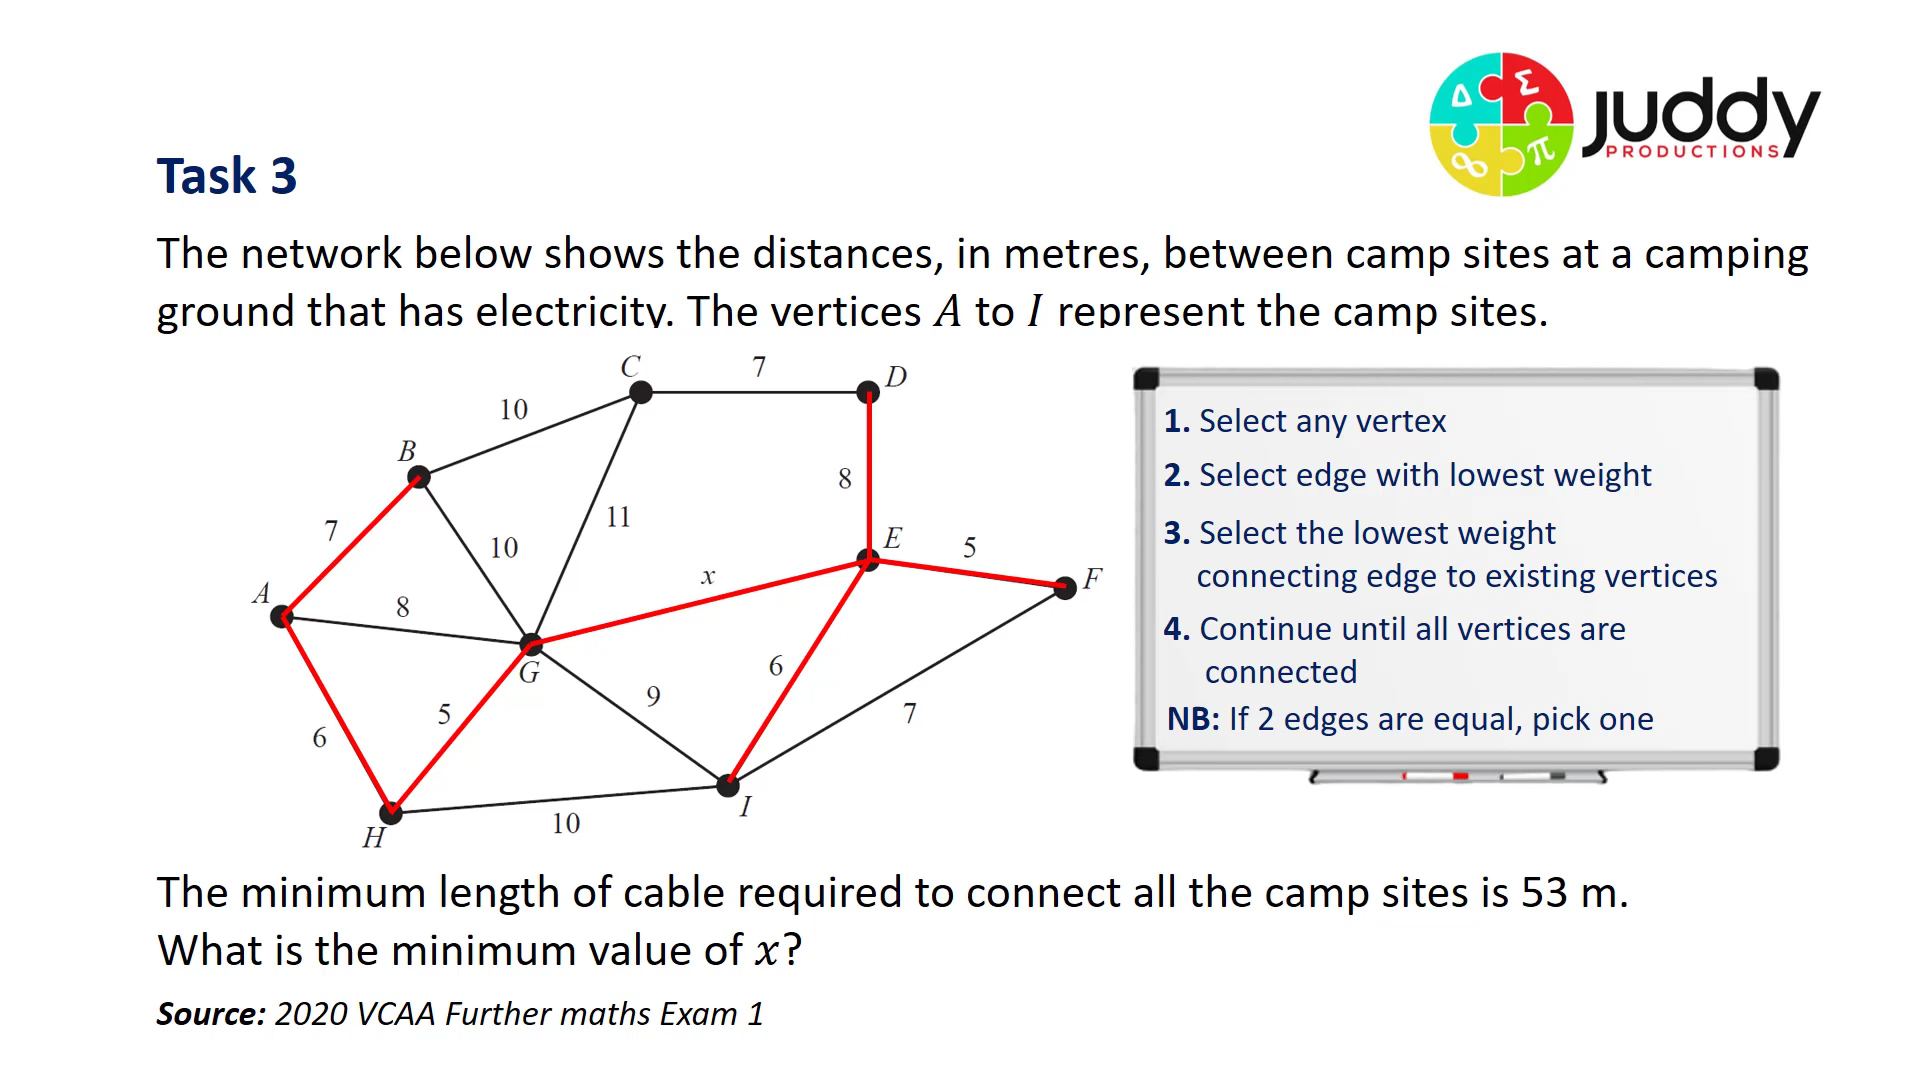 Δ Σ
∞ π
juddy
PRODUCTIONS
Task 3
The network below shows the distances, in metres, between camp sites at a camping
ground that has electricity. The vertices A to I represent the camp sites.
C 7 D
10
B
8
7 10 11
E 5
x F
A 8
G
6 9
5 7
6
I
10
H
1. Select any vertex
2. Select edge with lowest weight
3. Select the lowest weight
connecting edge to existing vertices
4. Continue until all vertices are
connected
NB: If 2 edges are equal, pick one
The minimum length of cable required to connect all the camp sites is 53 m.
What is the minimum value of x?
Source: 2020 VCAA Further maths Exam 1